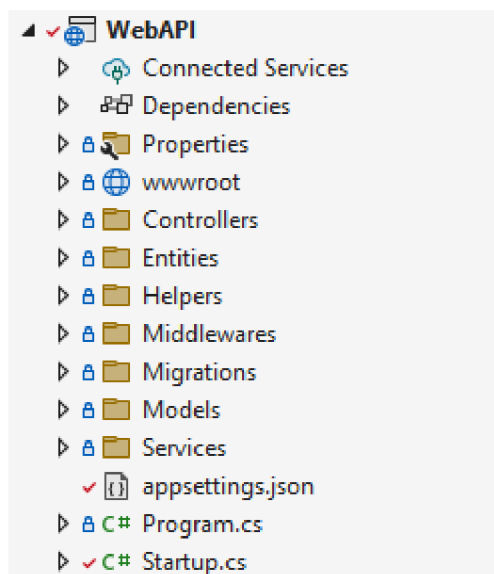 WebAPI
Connected Services
Dependencies
Properties
wwwroot
Controllers
Entities
Helpers
Middlewares
Migrations
Models
Services
appsettings.json
C# Program.cs
C# Startup.cs